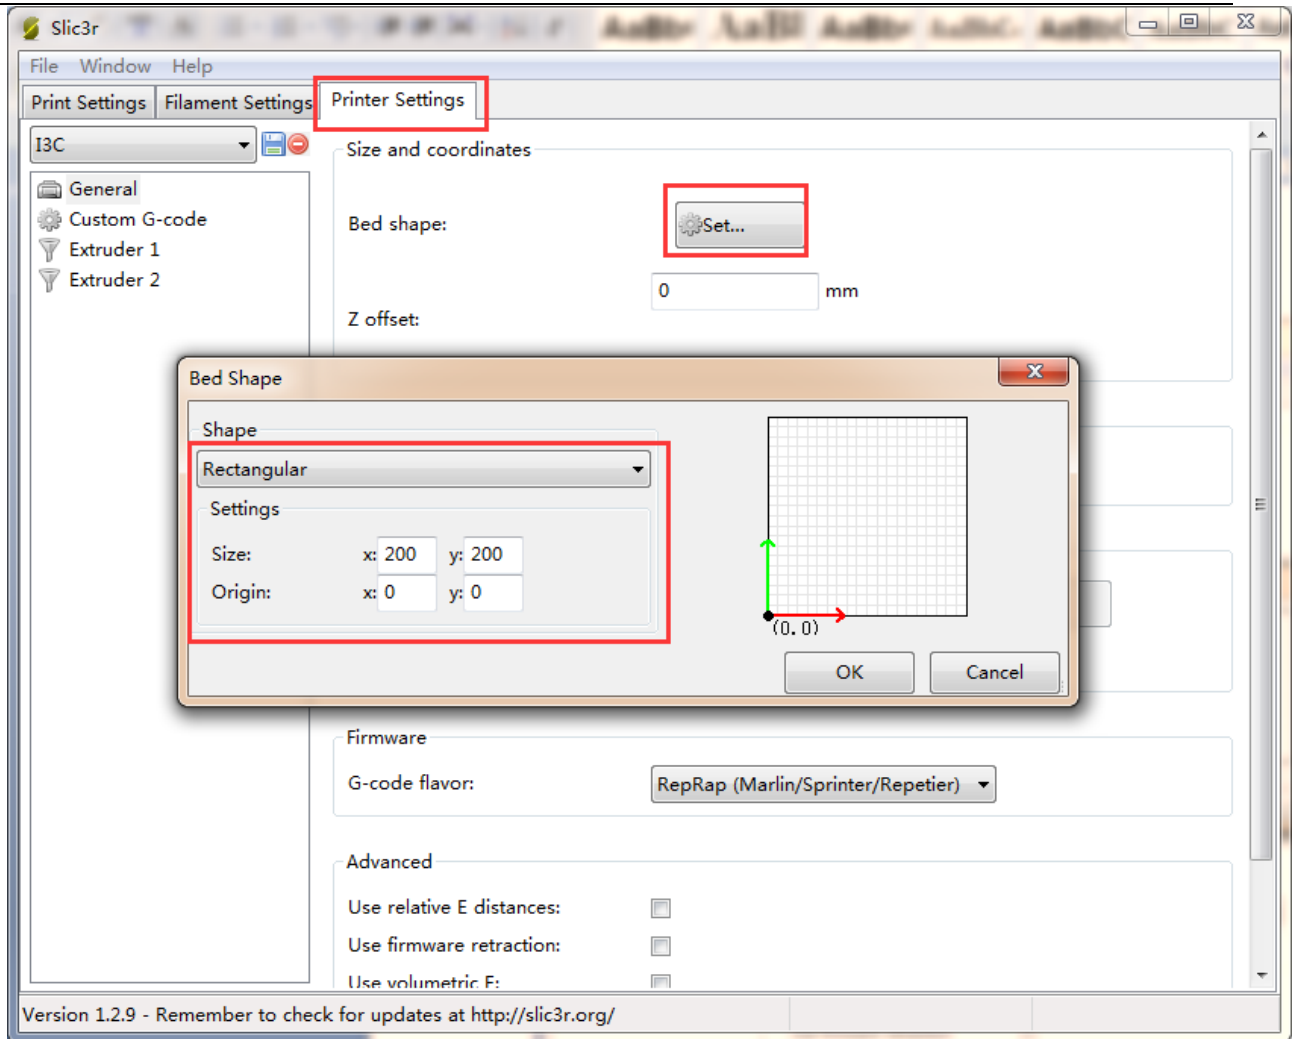 Slic3r
File Window Help
Print Settings Filament Settings Printer Settings
I3C
General
Custom G-code
Extruder 1
Extruder 2
Size and coordinates
Bed shape: Set...
0 mm
Z offset:
Bed Shape
Shape
Rectangular
Settings
Size: x: 200 y: 200
Origin: x: 0 y: 0
(0.0)
OK Cancel
Firmware
G-code flavor: RepRap (Marlin/Sprinter/Repetier)
Advanced
Use relative E distances:
Use firmware retraction:
Use volumetric E:
Version 1.2.9 - Remember to check for updates at http://slic3r.org/